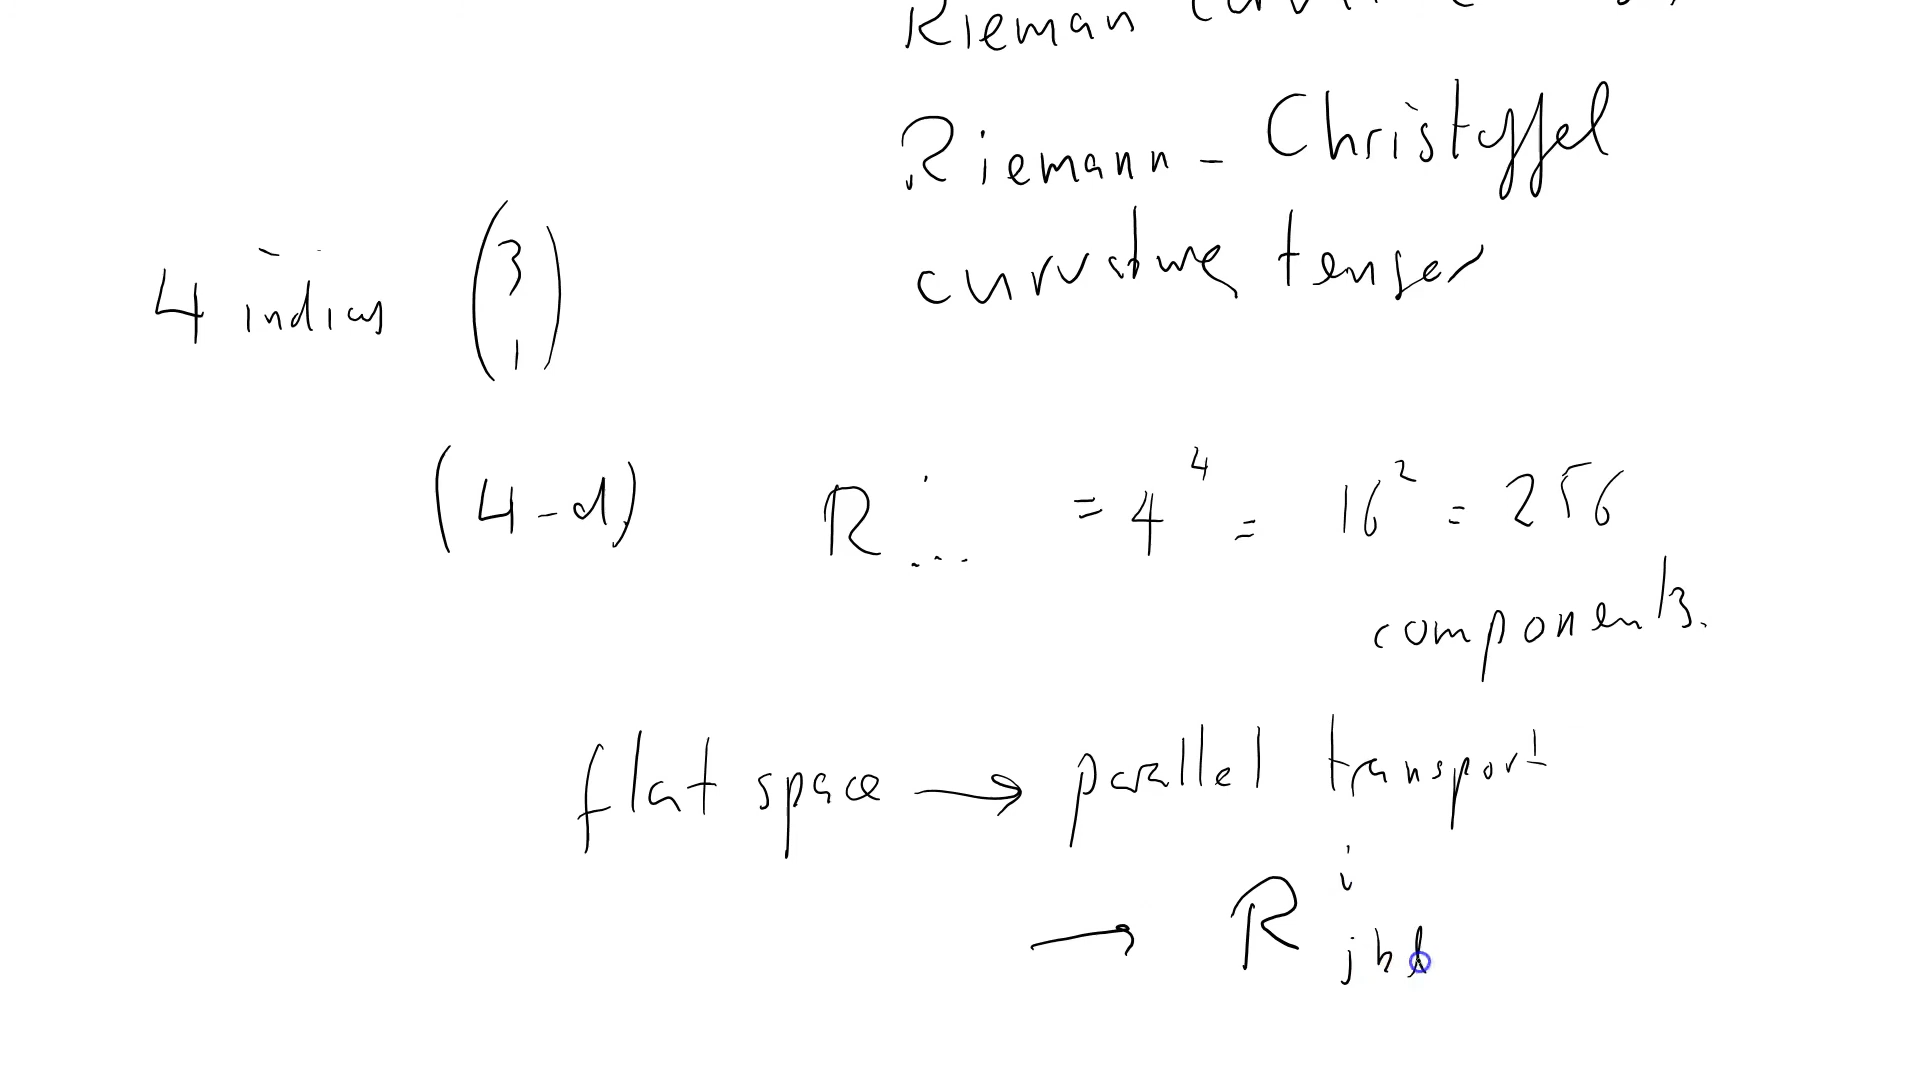 Rieman
Riemann - Christoffel
curvature tensor
4 indices (3 1)
(4-d) R^. ... = 4^4 = 16^2 = 256
components.
flat space → parallel transport
→ R^i jkl